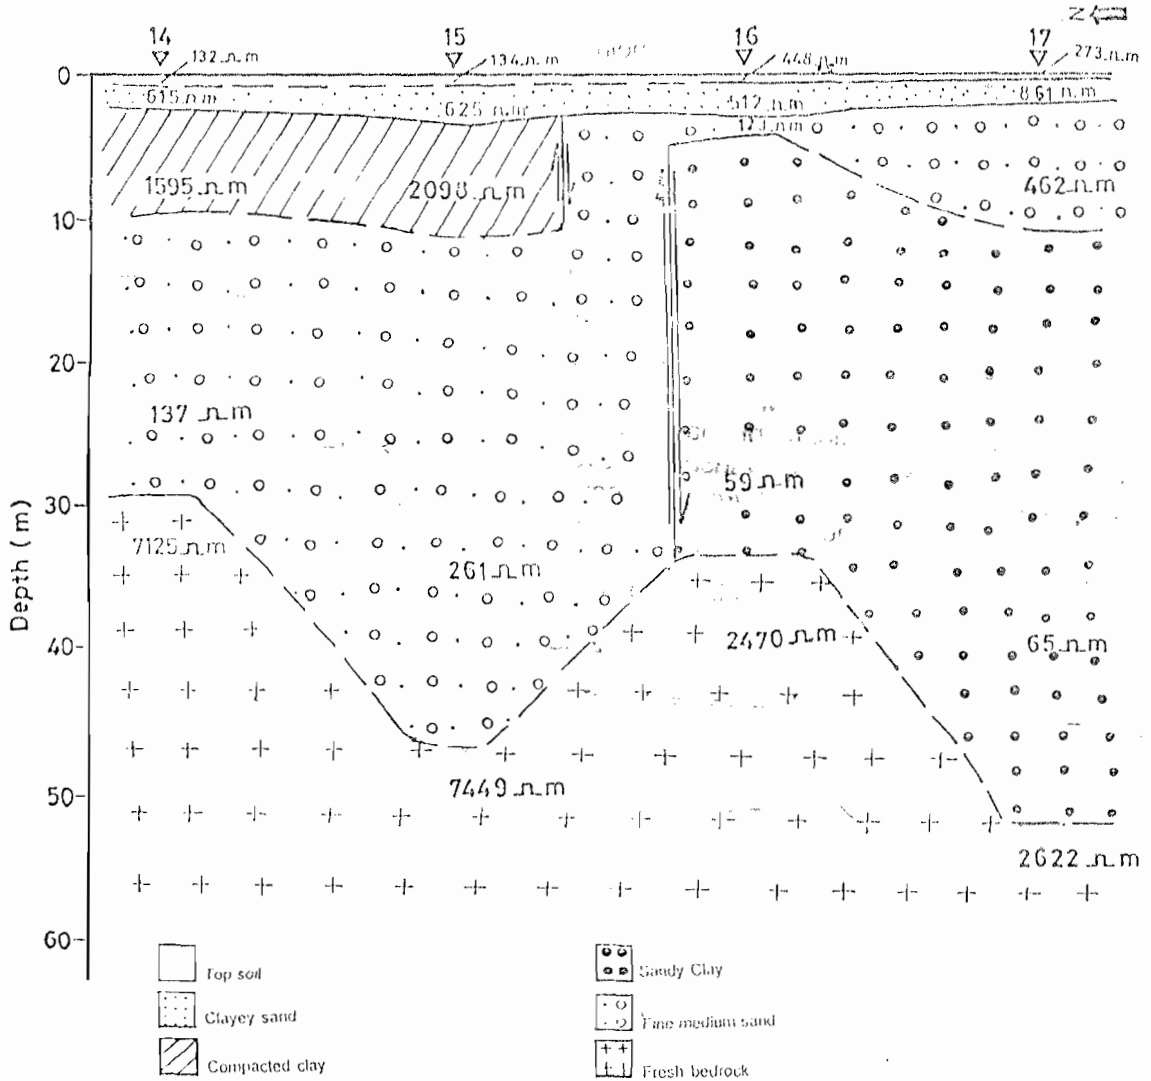 14 15 16 17
132 Ω m 134 Ω m 448 Ω m 273 Ω m
0
615 Ω m 625 Ω m 512 Ω m 861 Ω m
123 Ω m
1595 Ω m 2098 Ω m 462 Ω m
10
20
137 Ω m
59 Ω m
30
7125 Ω m
261 Ω m
Depth (m)
2470 Ω m 65 Ω m
40
7449 Ω m
50
2622 Ω m
60
Top soil
Clayey sand
Compacted clay
Sandy Clay
Fine medium sand
Fresh bedrock